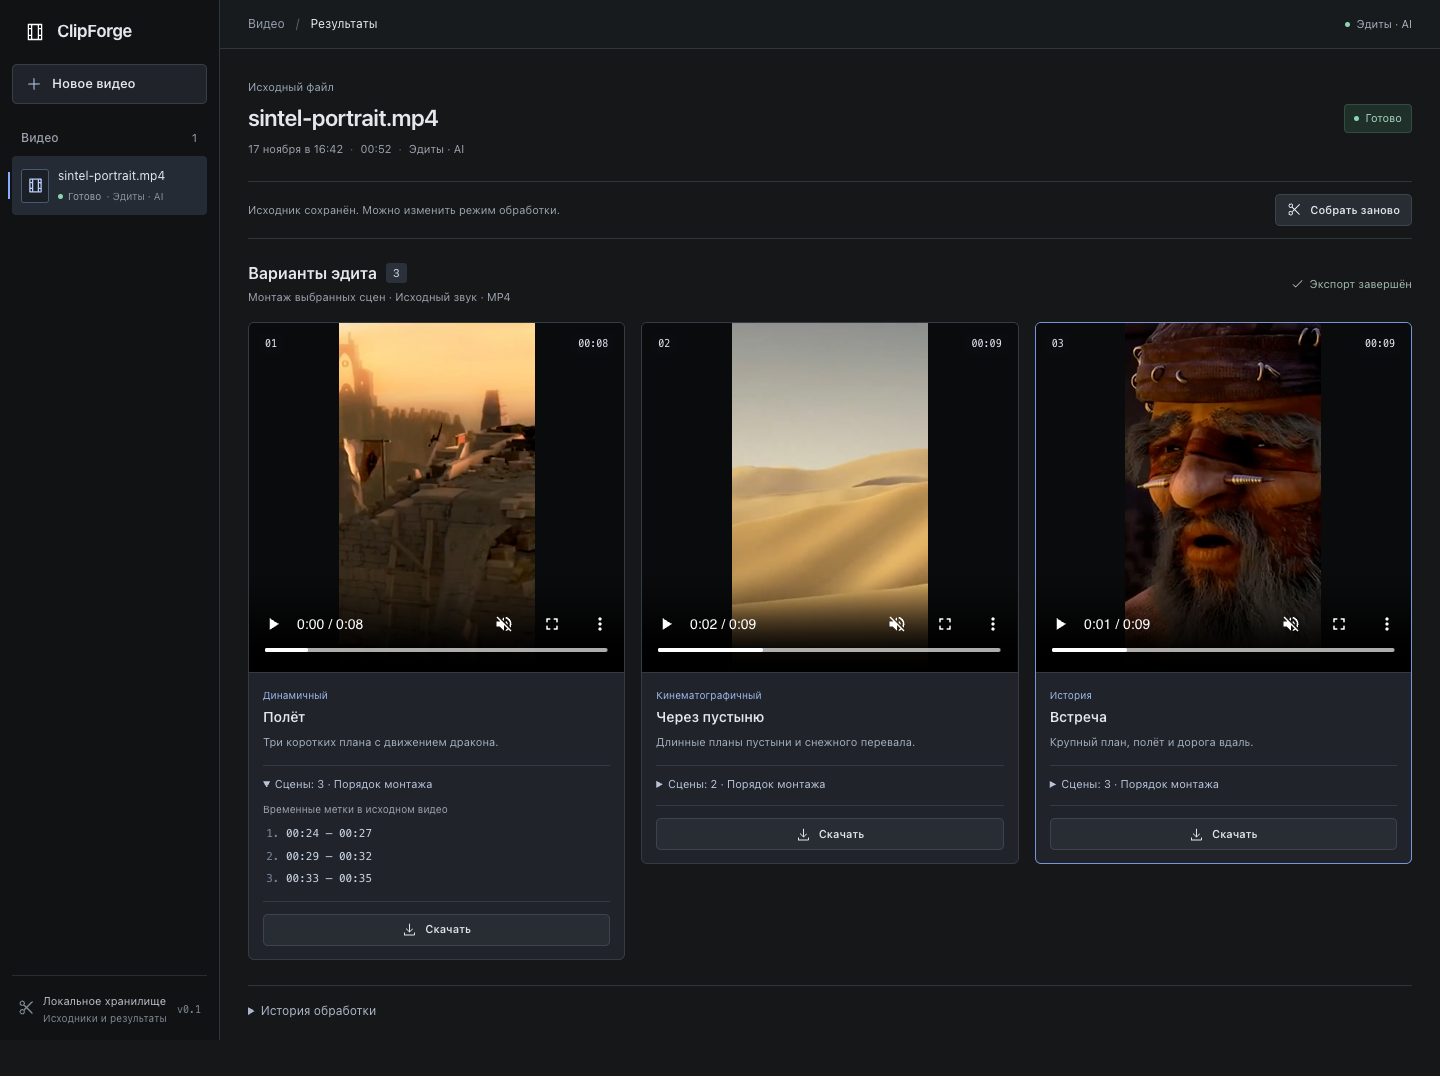 ClipForge
Новое видео
Видео 1
sintel-portrait.mp4
Готово · Эдиты · AI
Локальное хранилище
Исходники и результаты
v0.1
Видео / Результаты
Эдиты · AI
Исходный файл
sintel-portrait.mp4
Готово
17 ноября в 16:42 · 00:52 · Эдиты · AI
Исходник сохранён. Можно изменить режим обработки.
Собрать заново
Варианты эдита 3
Монтаж выбранных сцен · Исходный звук · MP4
Экспорт завершён
01 00:08
0:00 / 0:08
Динамичный
Полёт
Три коротких плана с движением дракона.
Сцены: 3 · Порядок монтажа
Временные метки в исходном видео
1. 00:24 — 00:27
2. 00:29 — 00:32
3. 00:33 — 00:35
Скачать
02 00:09
0:02 / 0:09
Кинематографичный
Через пустыню
Длинные планы пустыни и снежного перевала.
Сцены: 2 · Порядок монтажа
Скачать
03 00:09
0:01 / 0:09
История
Встреча
Крупный план, полёт и дорога вдаль.
Сцены: 3 · Порядок монтажа
Скачать
История обработки